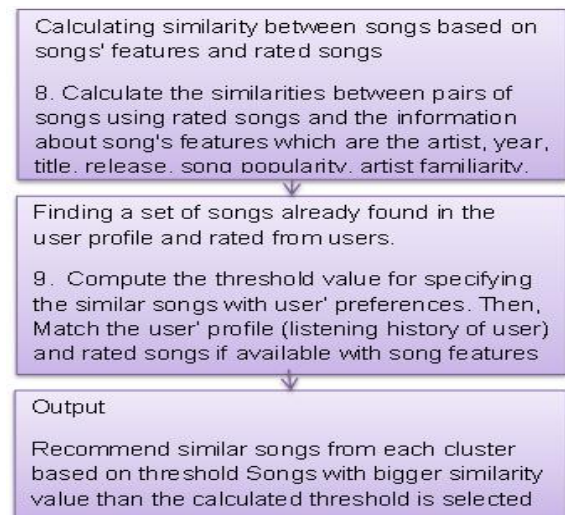 Calculating similarity between songs based on
songs' features and rated songs
8. Calculate the similarities between pairs of
songs using rated songs and the information
about song's features which are the artist, year,
title, release, song popularity, artist familiarity,
Finding a set of songs already found in the
user profile and rated from users.
9. Compute the threshold value for specifying
the similar songs with user' preferences. Then,
Match the user' profile (listening history of user)
and rated songs if available with song features
Output
Recommend similar songs from each cluster
based on threshold Songs with bigger similarity
value than the calculated threshold is selected